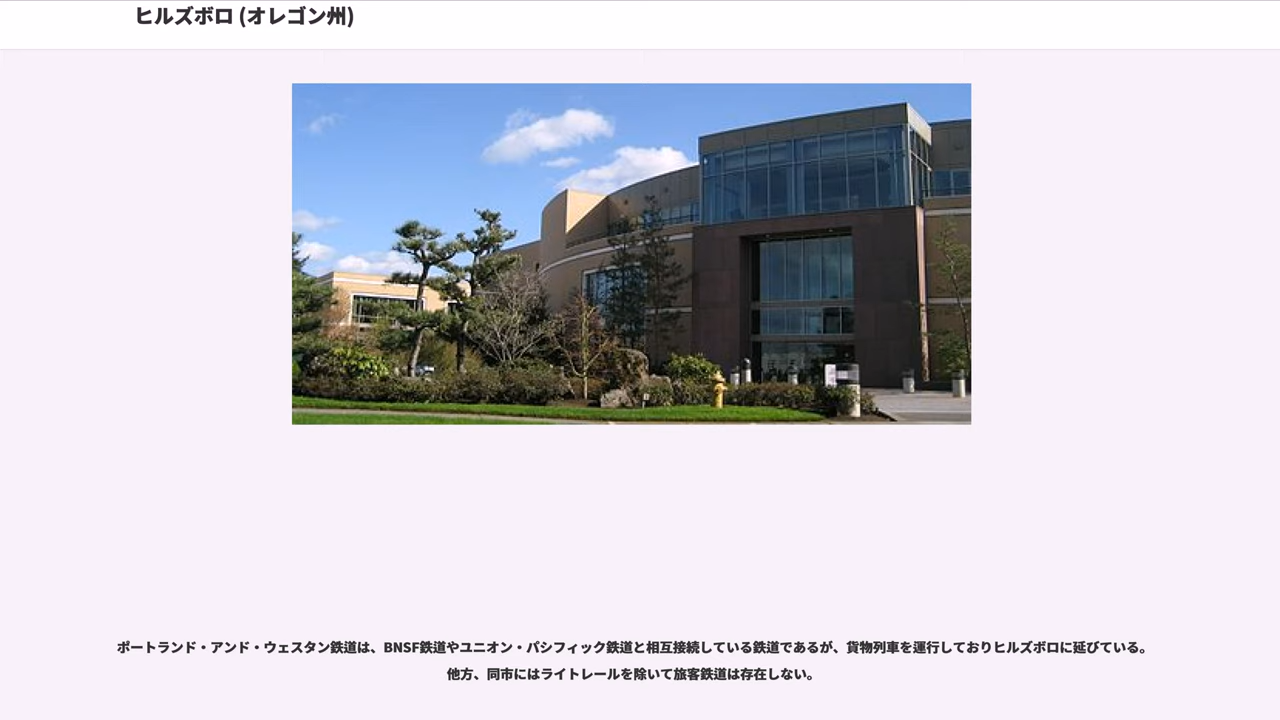 ヒルズボロ (オレゴン州)
ポートランド・アンド・ウェスタン鉄道は、BNSF鉄道やユニオン・パシフィック鉄道と相互接続している鉄道であるが、貨物列車を運行しておりヒルズボロに延びている。
他方、同市にはライトレールを除いて旅客鉄道は存在しない。